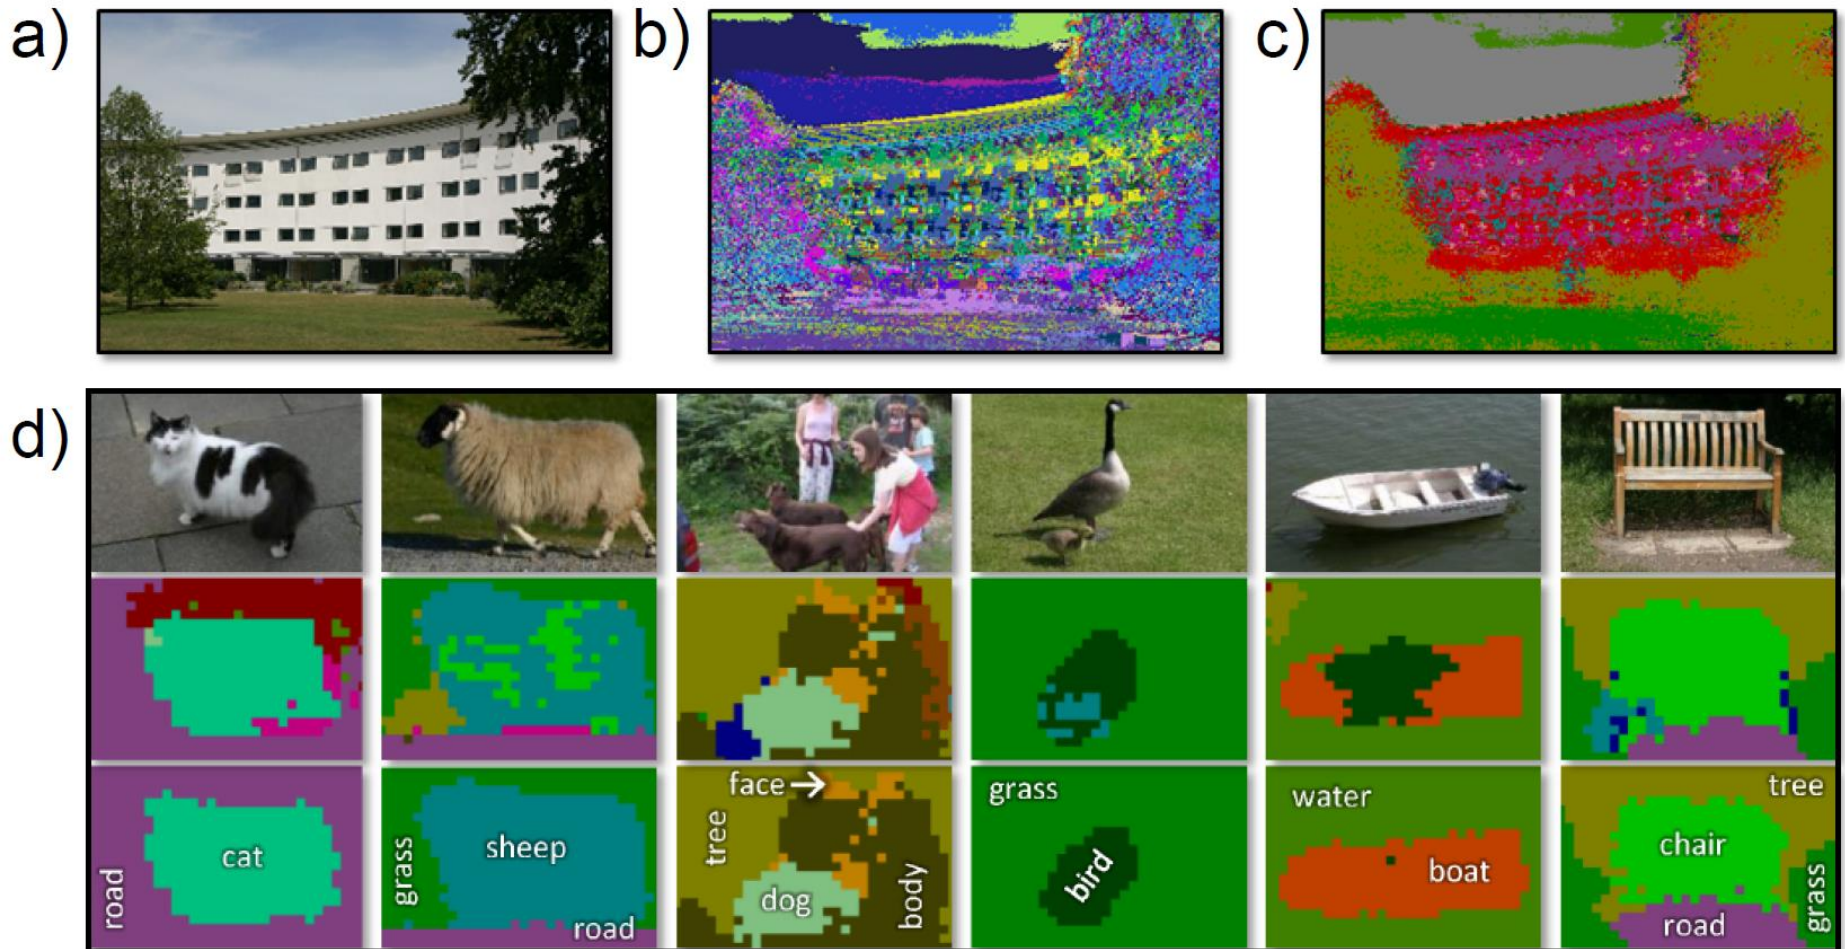 a)
b)
c)
d)
road
cat
grass
sheep
road
face →
tree
dog
body
grass
bird
water
boat
tree
chair
road
grass